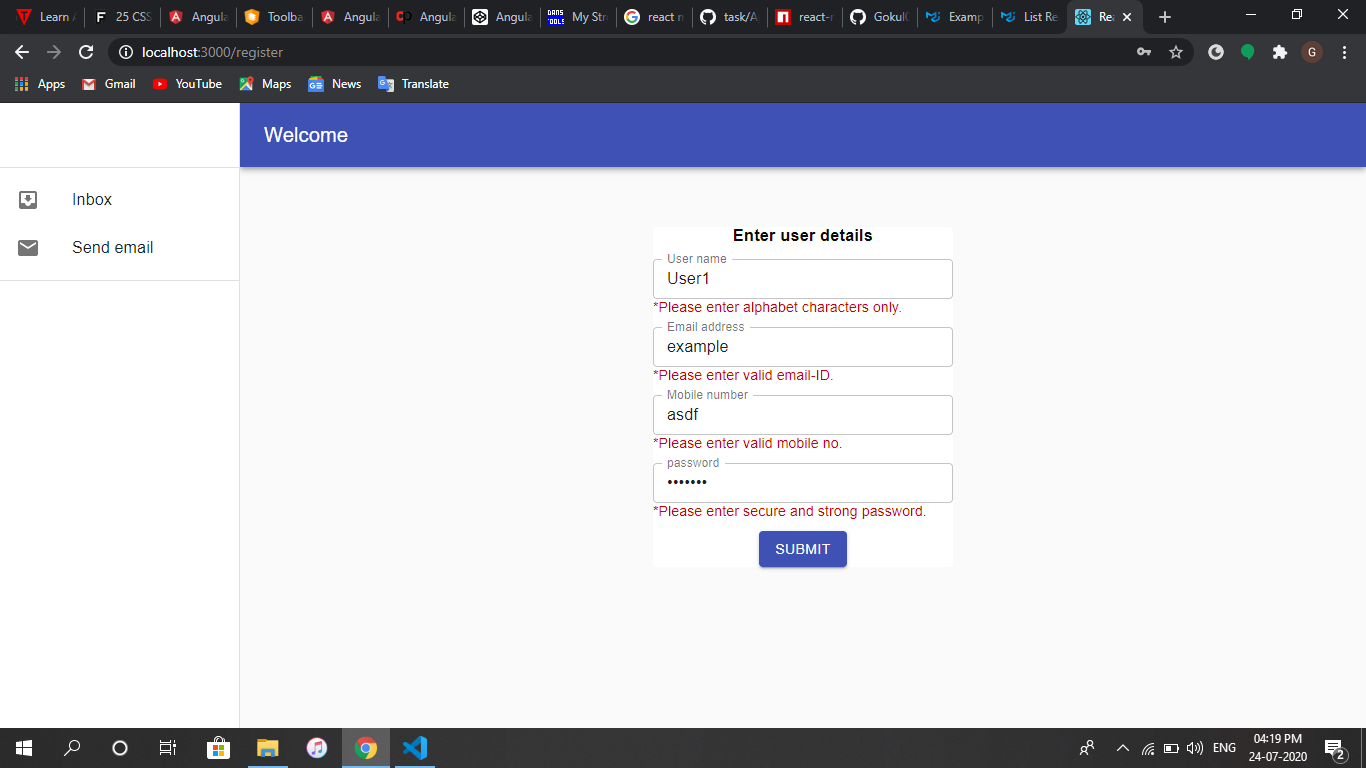 Learn 25 CSS Angula Toolba Angula Angula Angula My Str react n task/A react-r Example List Re Rea
localhost:3000/register G
Apps Gmail YouTube Maps News Translate
Welcome
Inbox
Send email
Enter user details
User name
User1
*Please enter alphabet characters only.
Email address
example
*Please enter valid email-ID.
Mobile number
asdf
*Please enter valid mobile no.
password
•••••••
*Please enter secure and strong password.
SUBMIT
ENG
04:19 PM
24-07-2020
2